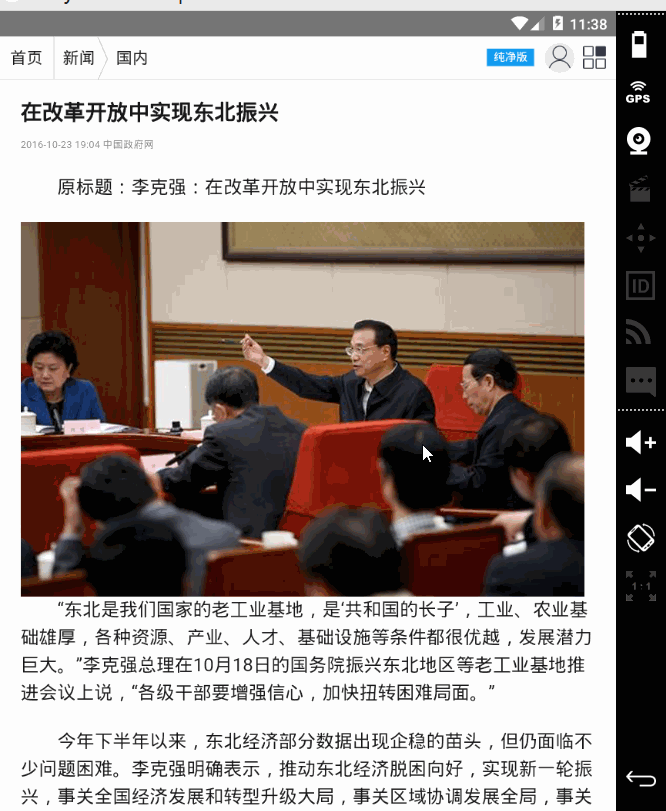 11:38
首页 新闻 国内 纯净版
GPS
在改革开放中实现东北振兴
2016-10-23 19:04 中国政府网
原标题：李克强：在改革开放中实现东北振兴
ID
“东北是我们国家的老工业基地，是‘共和国的长子’，工业、农业基
础雄厚，各种资源、产业、人才、基础设施等条件都很优越，发展潜力
巨大。”李克强总理在10月18日的国务院振兴东北地区等老工业基地推
进会议上说，“各级干部要增强信心，加快扭转困难局面。”
1:1
今年下半年以来，东北经济部分数据出现企稳的苗头，但仍面临不
少问题困难。李克强明确表示，推动东北经济脱困向好，实现新一轮振
兴，事关全国经济发展和转型升级大局，事关区域协调发展全局，事关